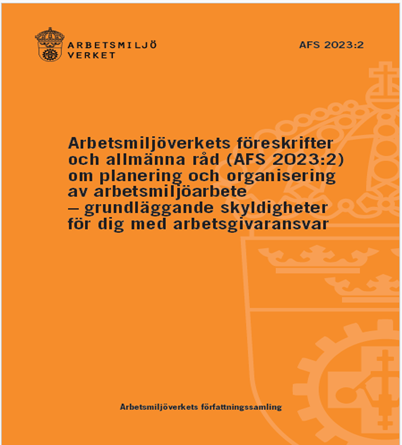 ARBETSMILJÖ
VERKET
AFS 2023:2
Arbetsmiljöverkets föreskrifter
och allmänna råd (AFS 2023:2)
om planering och organisering
av arbetsmiljöarbete
– grundläggande skyldigheter
för dig med arbetsgivaransvar
Arbetsmiljöverkets författningssamling